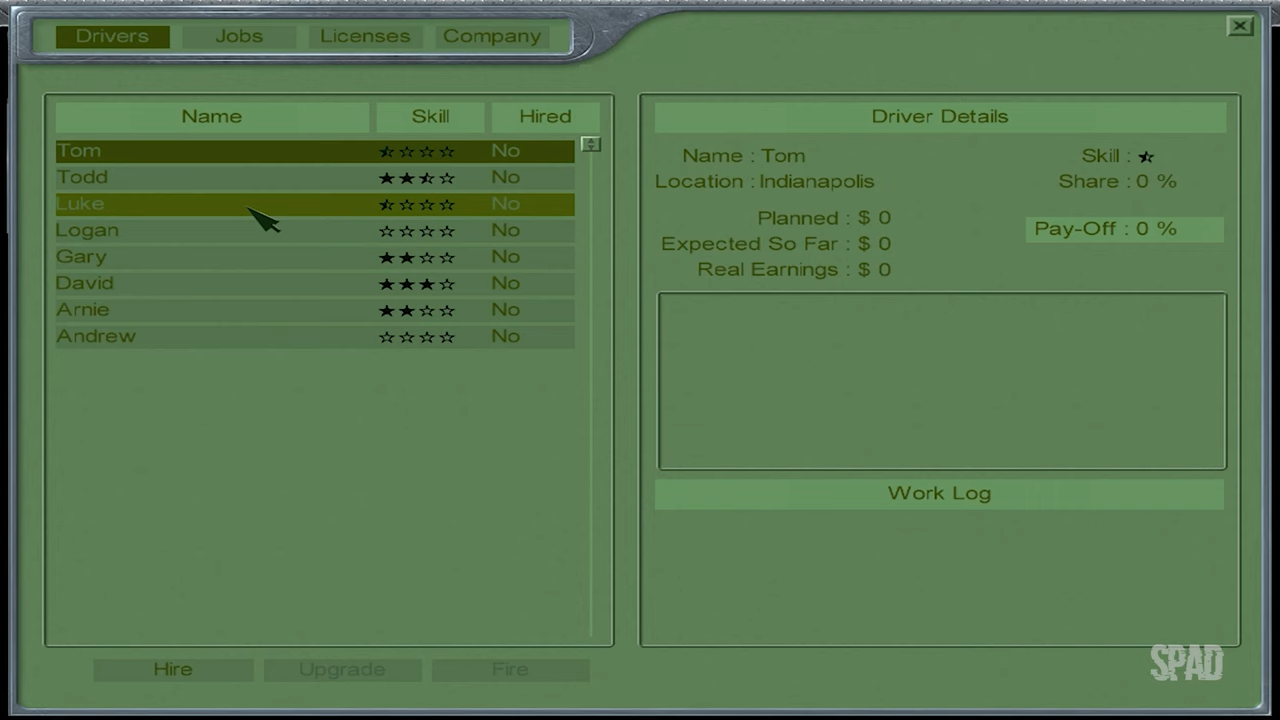 Drivers Jobs Licenses Company
Name Skill Hired
Tom No
Todd No
Luke No
Logan No
Gary No
David No
Arnie No
Andrew No
Hire Upgrade Fire
Driver Details
Name : Tom Skill :
Location : Indianapolis Share : 0 %
Planned : $ 0
Pay-Off : 0 %
Expected So Far : $ 0
Real Earnings : $ 0
Work Log
SPAD